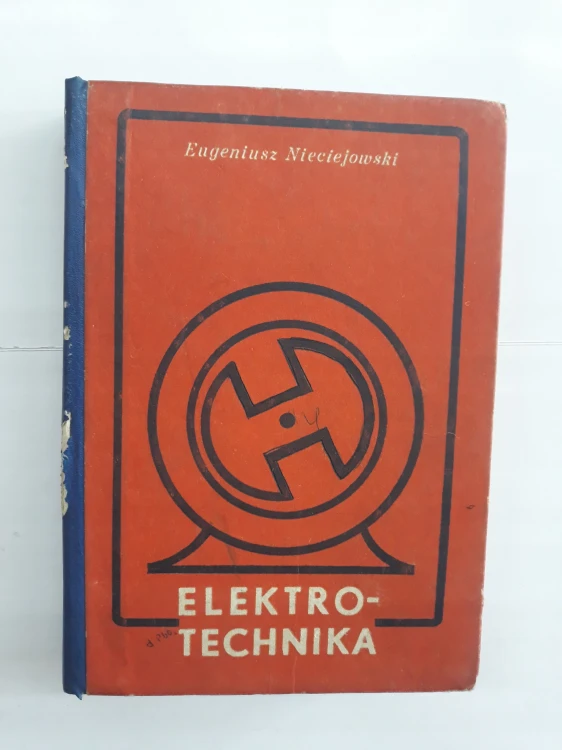 Eugeniusz Nieciejowski
ELEKTRO-
TECHNIKA